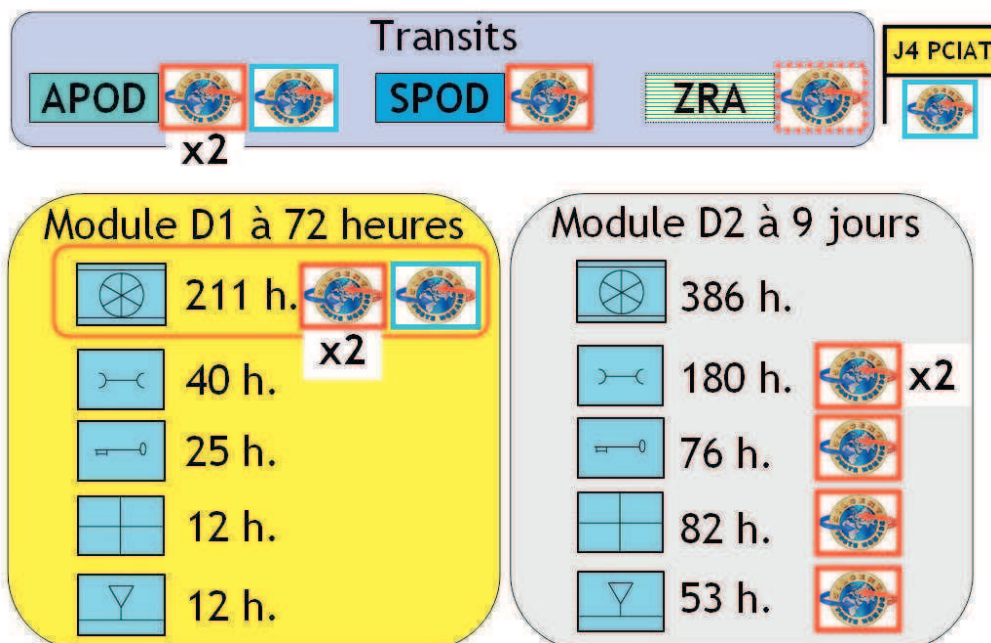 Transits
J4 PCIAT
APOD
SPOD
ZRA
x2
Module D1 à 72 heures
211 h.
x2
40 h.
25 h.
12 h.
12 h.
Module D2 à 9 jours
386 h.
180 h.
x2
76 h.
82 h.
53 h.